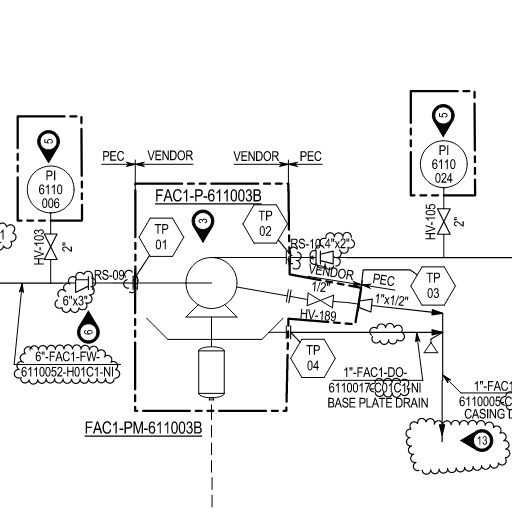 5
5
PI
6110
024
PEC
VENDOR
VENDOR
PEC
PI
6110
006
FAC1-P-611003B
HV-105
2"
TP
01
3
TP
02
1
HV-103
2"
4"x2"
RS-09
VENDOR
PEC
TP
03
6"x3"
1/2"
1"x1/2"
HV-189
6
TP
04
6"-FAC1-FW-
6110052-H01C1-NI
1"-FAC1-DO-
6110017-C01C1-NI
BASE PLATE DRAIN
1"-FAC1
6110005-C
CASING D
FAC1-PM-611003B
13